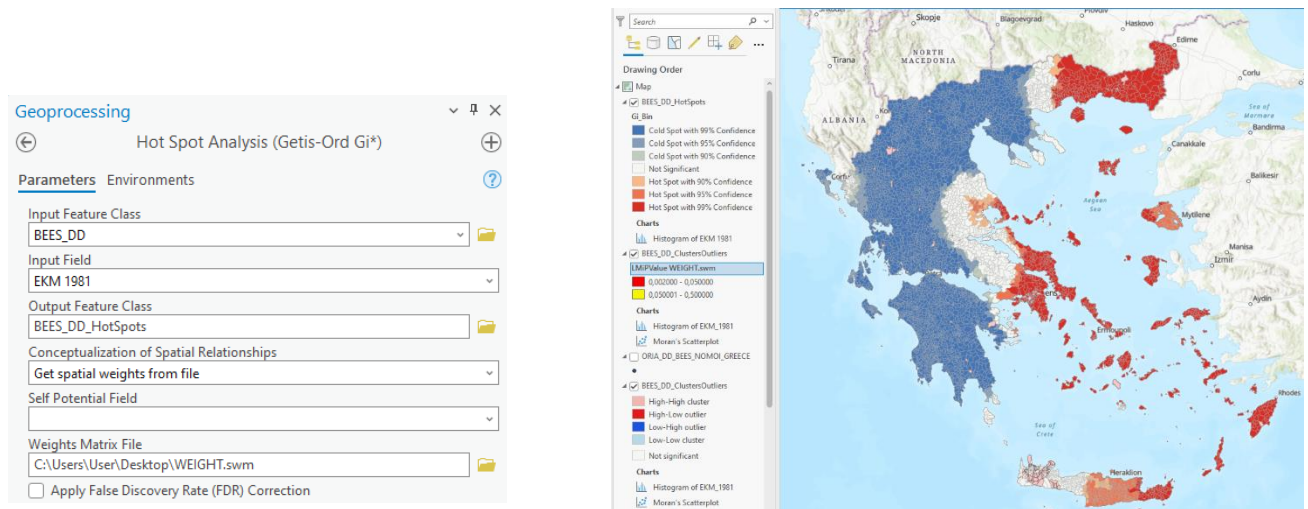 Geoprocessing
Hot Spot Analysis (Getis-Ord Gi*)
Parameters Environments
Input Feature Class
BEES_DD
Input Field
EKM 1981
Output Feature Class
BEES_DD_HotSpots
Conceptualization of Spatial Relationships
Get spatial weights from file
Self Potential Field
Weights Matrix File
C:\Users\User\Desktop\WEIGHT.swm
Apply False Discovery Rate (FDR) Correction
Search
Drawing Order
Map
BEES_DD_HotSpots
Gi_Bin
Cold Spot with 99% Confidence
Cold Spot with 95% Confidence
Cold Spot with 90% Confidence
Not Significant
Hot Spot with 90% Confidence
Hot Spot with 95% Confidence
Hot Spot with 99% Confidence
Charts
Histogram of EKM 1981
BEES_DD_ClustersOutliers
LMiPValue WEIGHT.swm
0,002000 - 0,050000
0,050001 - 0,500000
Charts
Histogram of EKM_1981
Moran's Scatterplot
ORIA_DD_BEES_NOMOI_GREECE
BEES_DD_ClustersOutliers
High-High cluster
High-Low outlier
Low-High outlier
Low-Low cluster
Not significant
Charts
Histogram of EKM_1981
Moran's Scatterplot
Skopje
Blagoevgrad
Plovdiv
Haskovo
Edirne
Tirana
NORTH
MACEDONIA
Corlu
Sea of
Marmara
ALBANIA
Bandirma
Canakkale
Corfu
Balikesir
Aegean
Sea
Mytilene
Manisa
Izmir
Aydin
Ermoupoli
Rhodes
Sea of
Crete
Heraklion